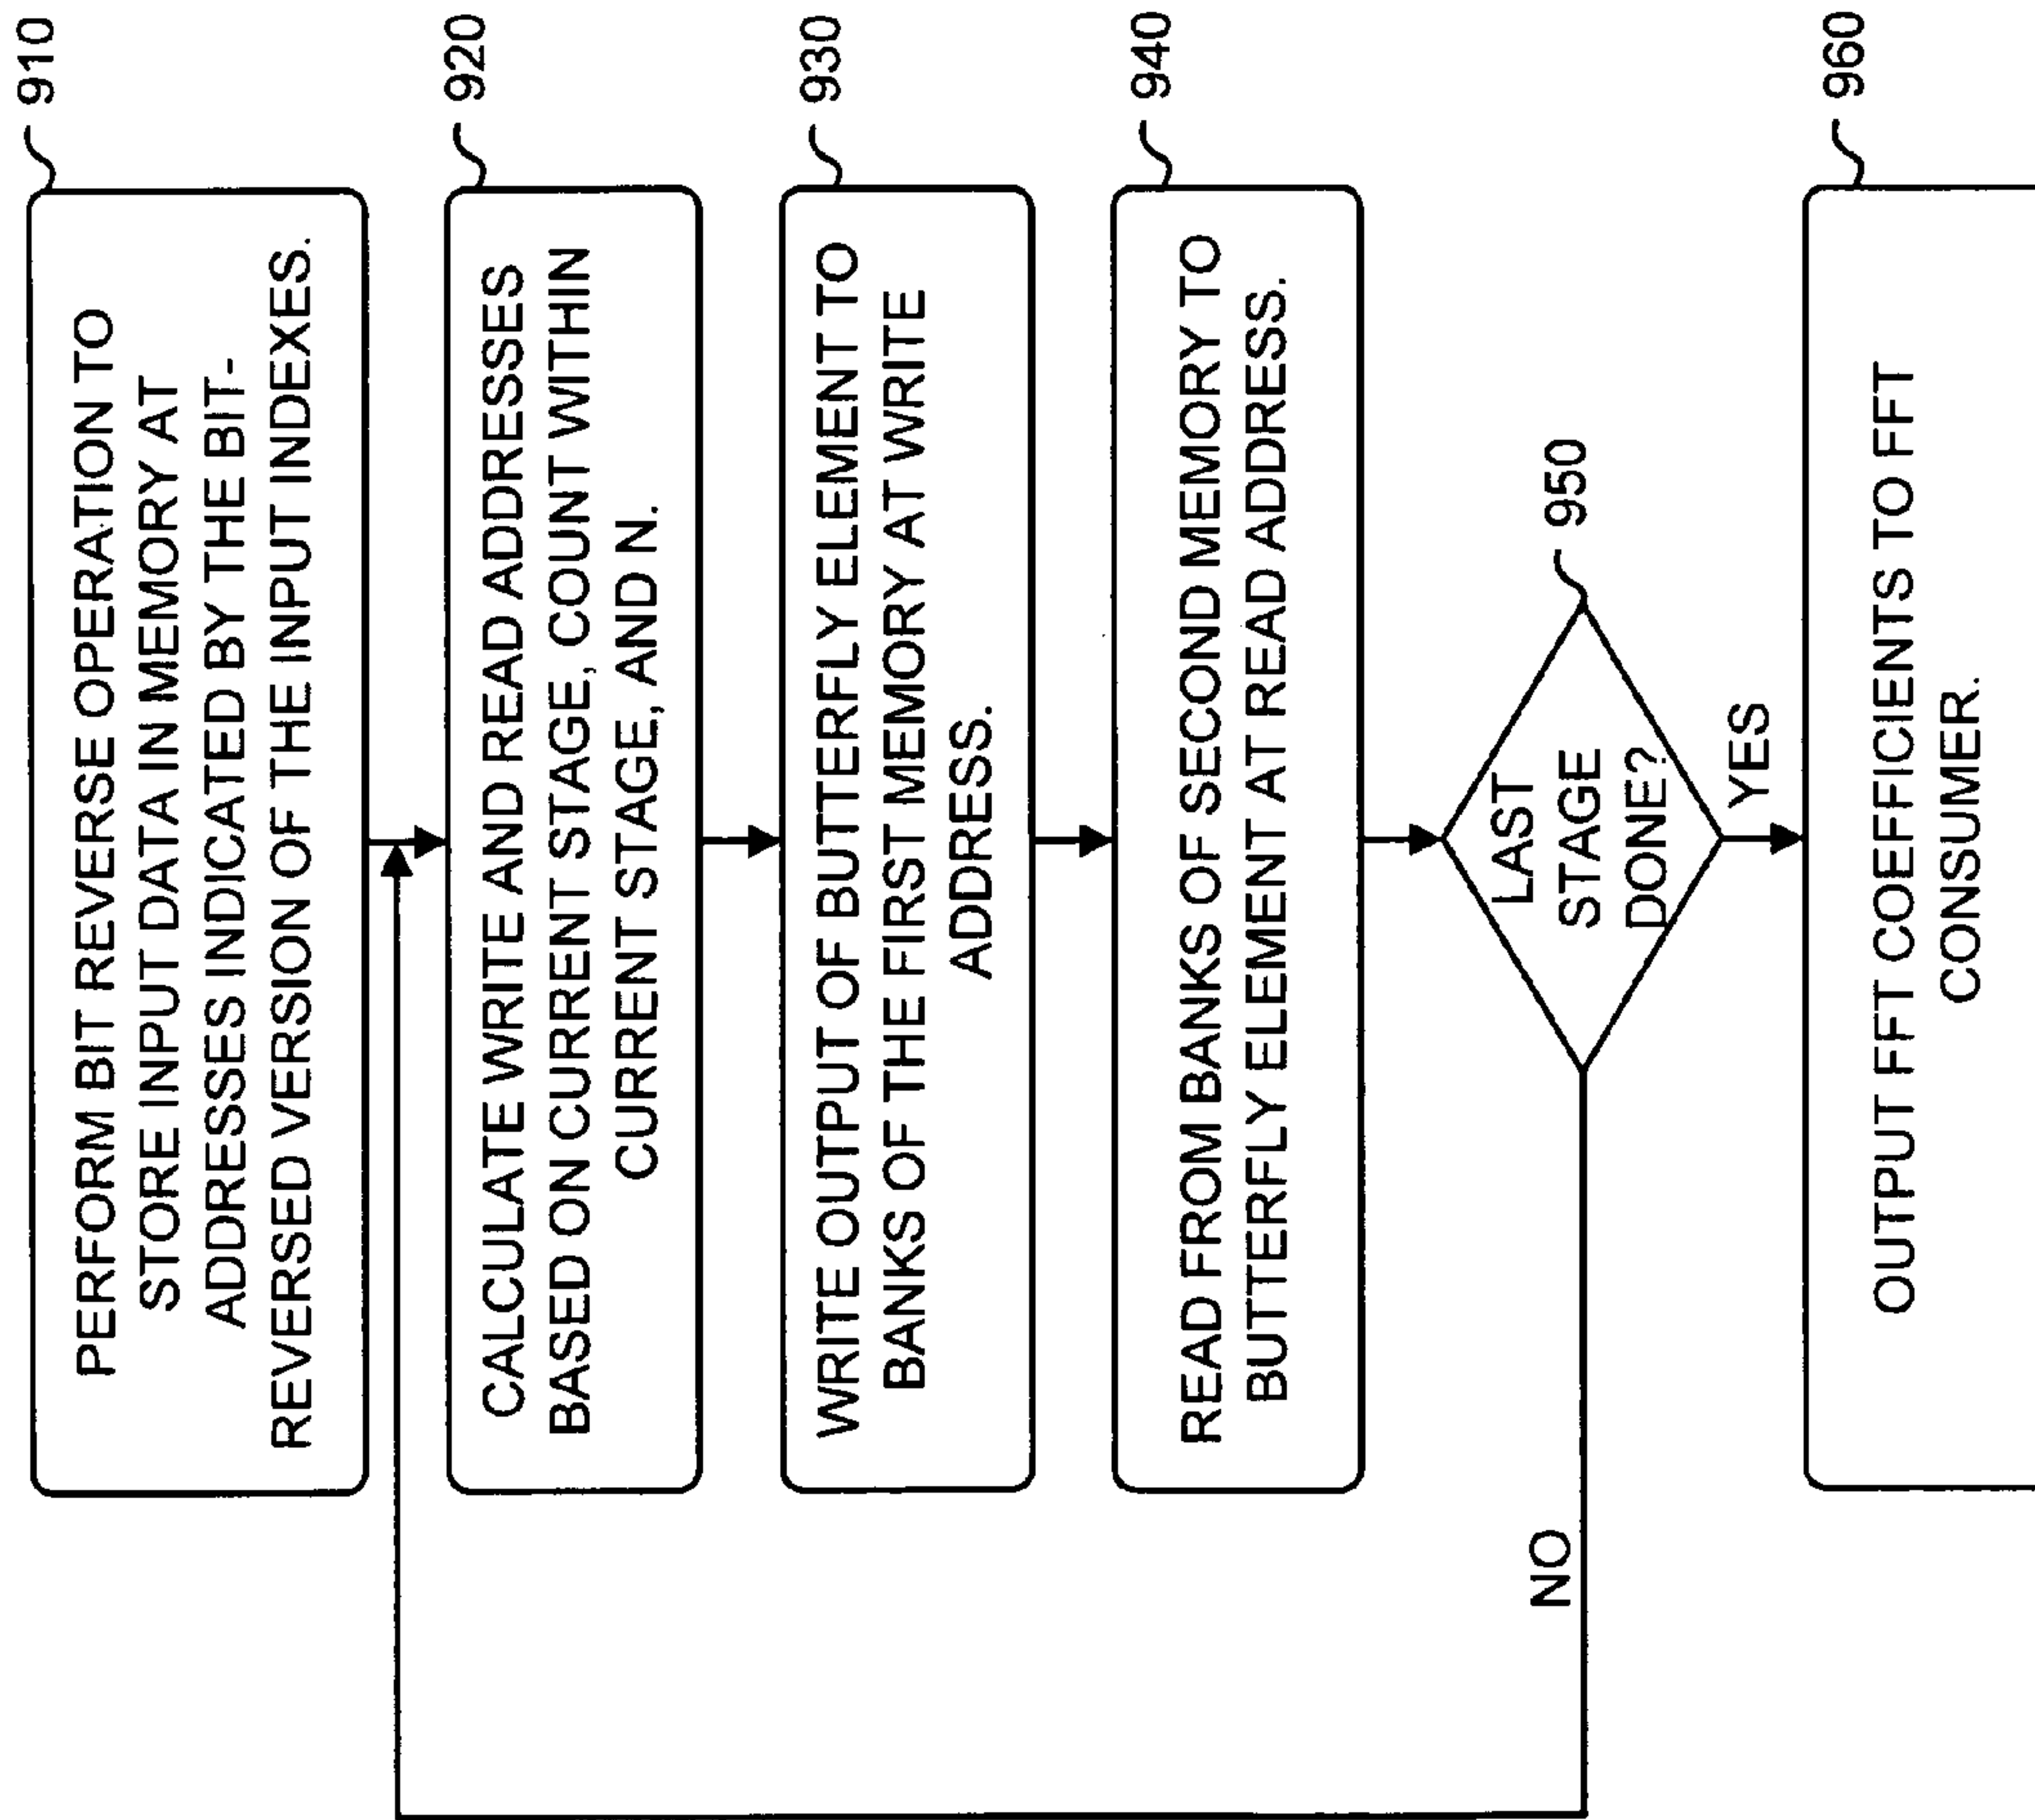 910
PERFORM BIT REVERSE OPERATION TO
STORE INPUT DATA IN MEMORY AT
ADDRESSES INDICATED BY THE BIT-
REVERSED VERSION OF THE INPUT INDEXES.
920
CALCULATE WRITE AND READ ADDRESSES
BASED ON CURRENT STAGE, COUNT WITHIN
CURRENT STAGE, AND N.
930
WRITE OUTPUT OF BUTTERFLY ELEMENT TO
BANKS OF THE FIRST MEMORY AT WRITE
ADDRESS.
940
READ FROM BANKS OF SECOND MEMORY TO
BUTTERFLY ELEMENT AT READ ADDRESS.
950
LAST
STAGE
DONE?
NO
YES
960
OUTPUT FFT COEFFICIENTS TO FFT
CONSUMER.